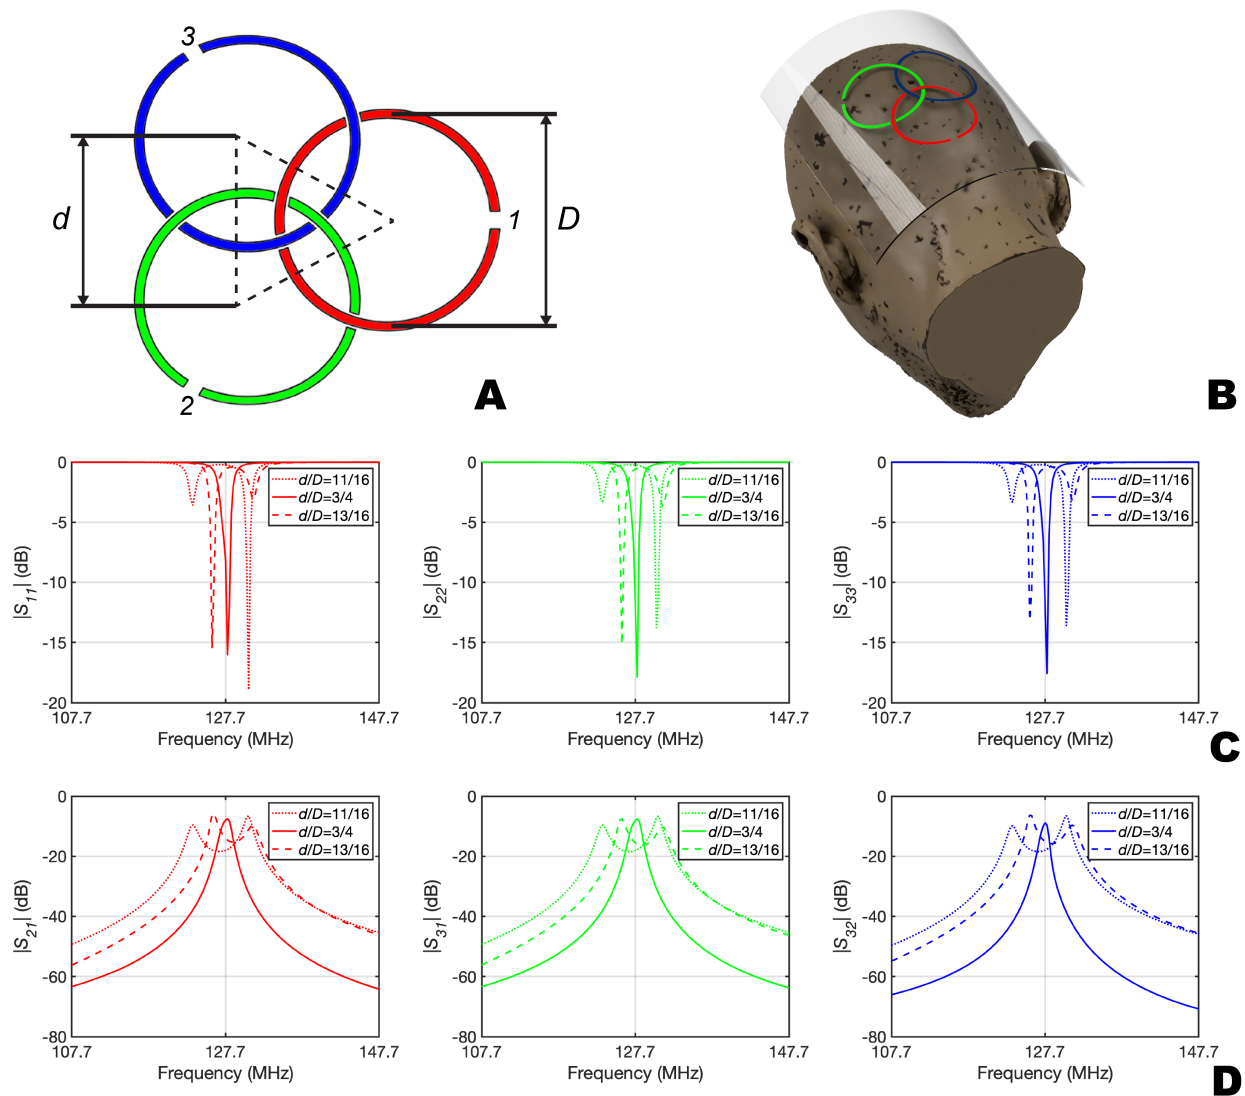 3
d
1
D
2
A
B
0
-5
-10
-15
-20
|S11| (dB)
d/D=11/16
d/D=3/4
d/D=13/16
107.7 127.7 147.7
Frequency (MHz)
0
-5
-10
-15
-20
|S22| (dB)
d/D=11/16
d/D=3/4
d/D=13/16
107.7 127.7 147.7
Frequency (MHz)
0
-5
-10
-15
-20
|S33| (dB)
d/D=11/16
d/D=3/4
d/D=13/16
107.7 127.7 147.7
Frequency (MHz)
C
0
-20
-40
-60
-80
|S21| (dB)
d/D=11/16
d/D=3/4
d/D=13/16
107.7 127.7 147.7
Frequency (MHz)
0
-20
-40
-60
-80
|S31| (dB)
d/D=11/16
d/D=3/4
d/D=13/16
107.7 127.7 147.7
Frequency (MHz)
0
-20
-40
-60
-80
|S32| (dB)
d/D=11/16
d/D=3/4
d/D=13/16
107.7 127.7 147.7
Frequency (MHz)
D